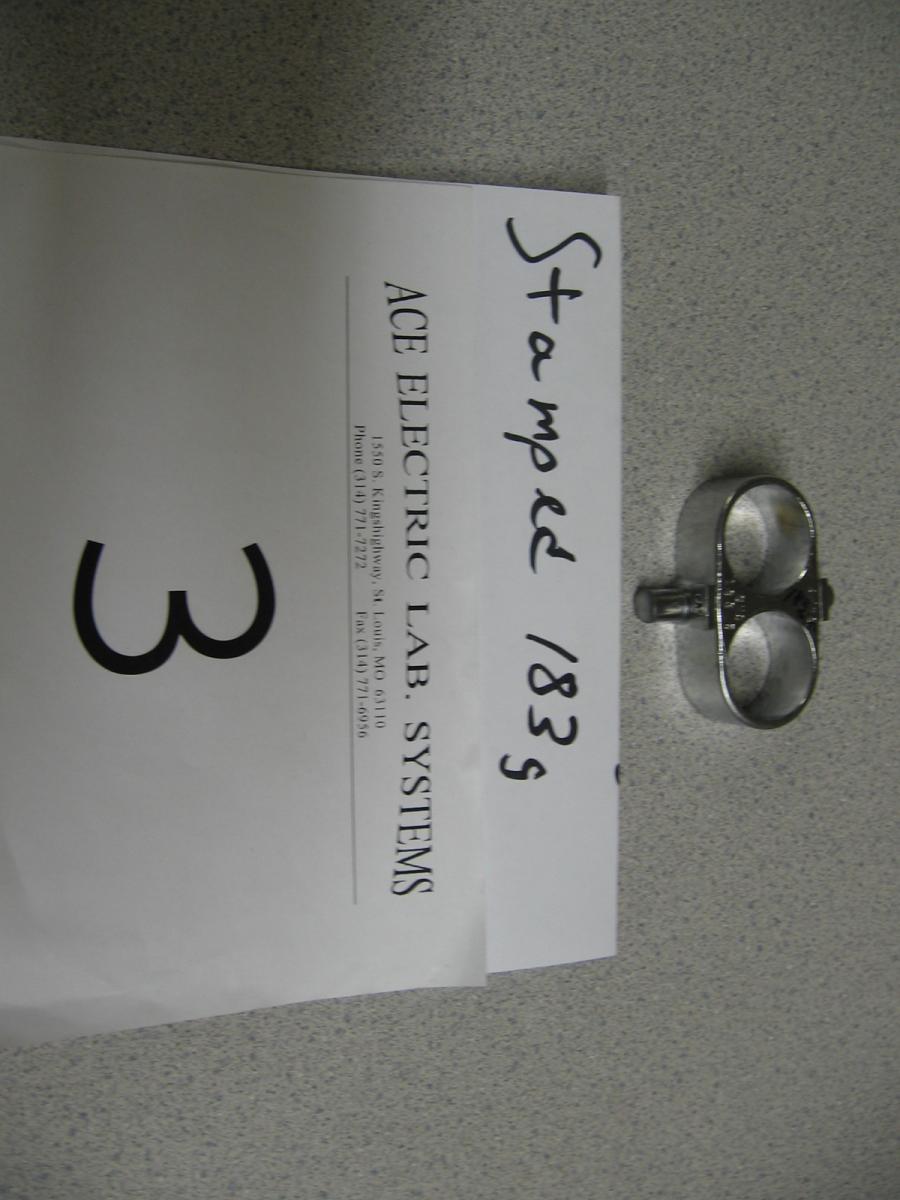 Stamped 183g
ACE ELECTRIC LAB. SYSTEMS
1550 S. Kingshighway, St. Louis, MO 63110
Phone (314) 771-7272 Fax (314) 771-6956
3